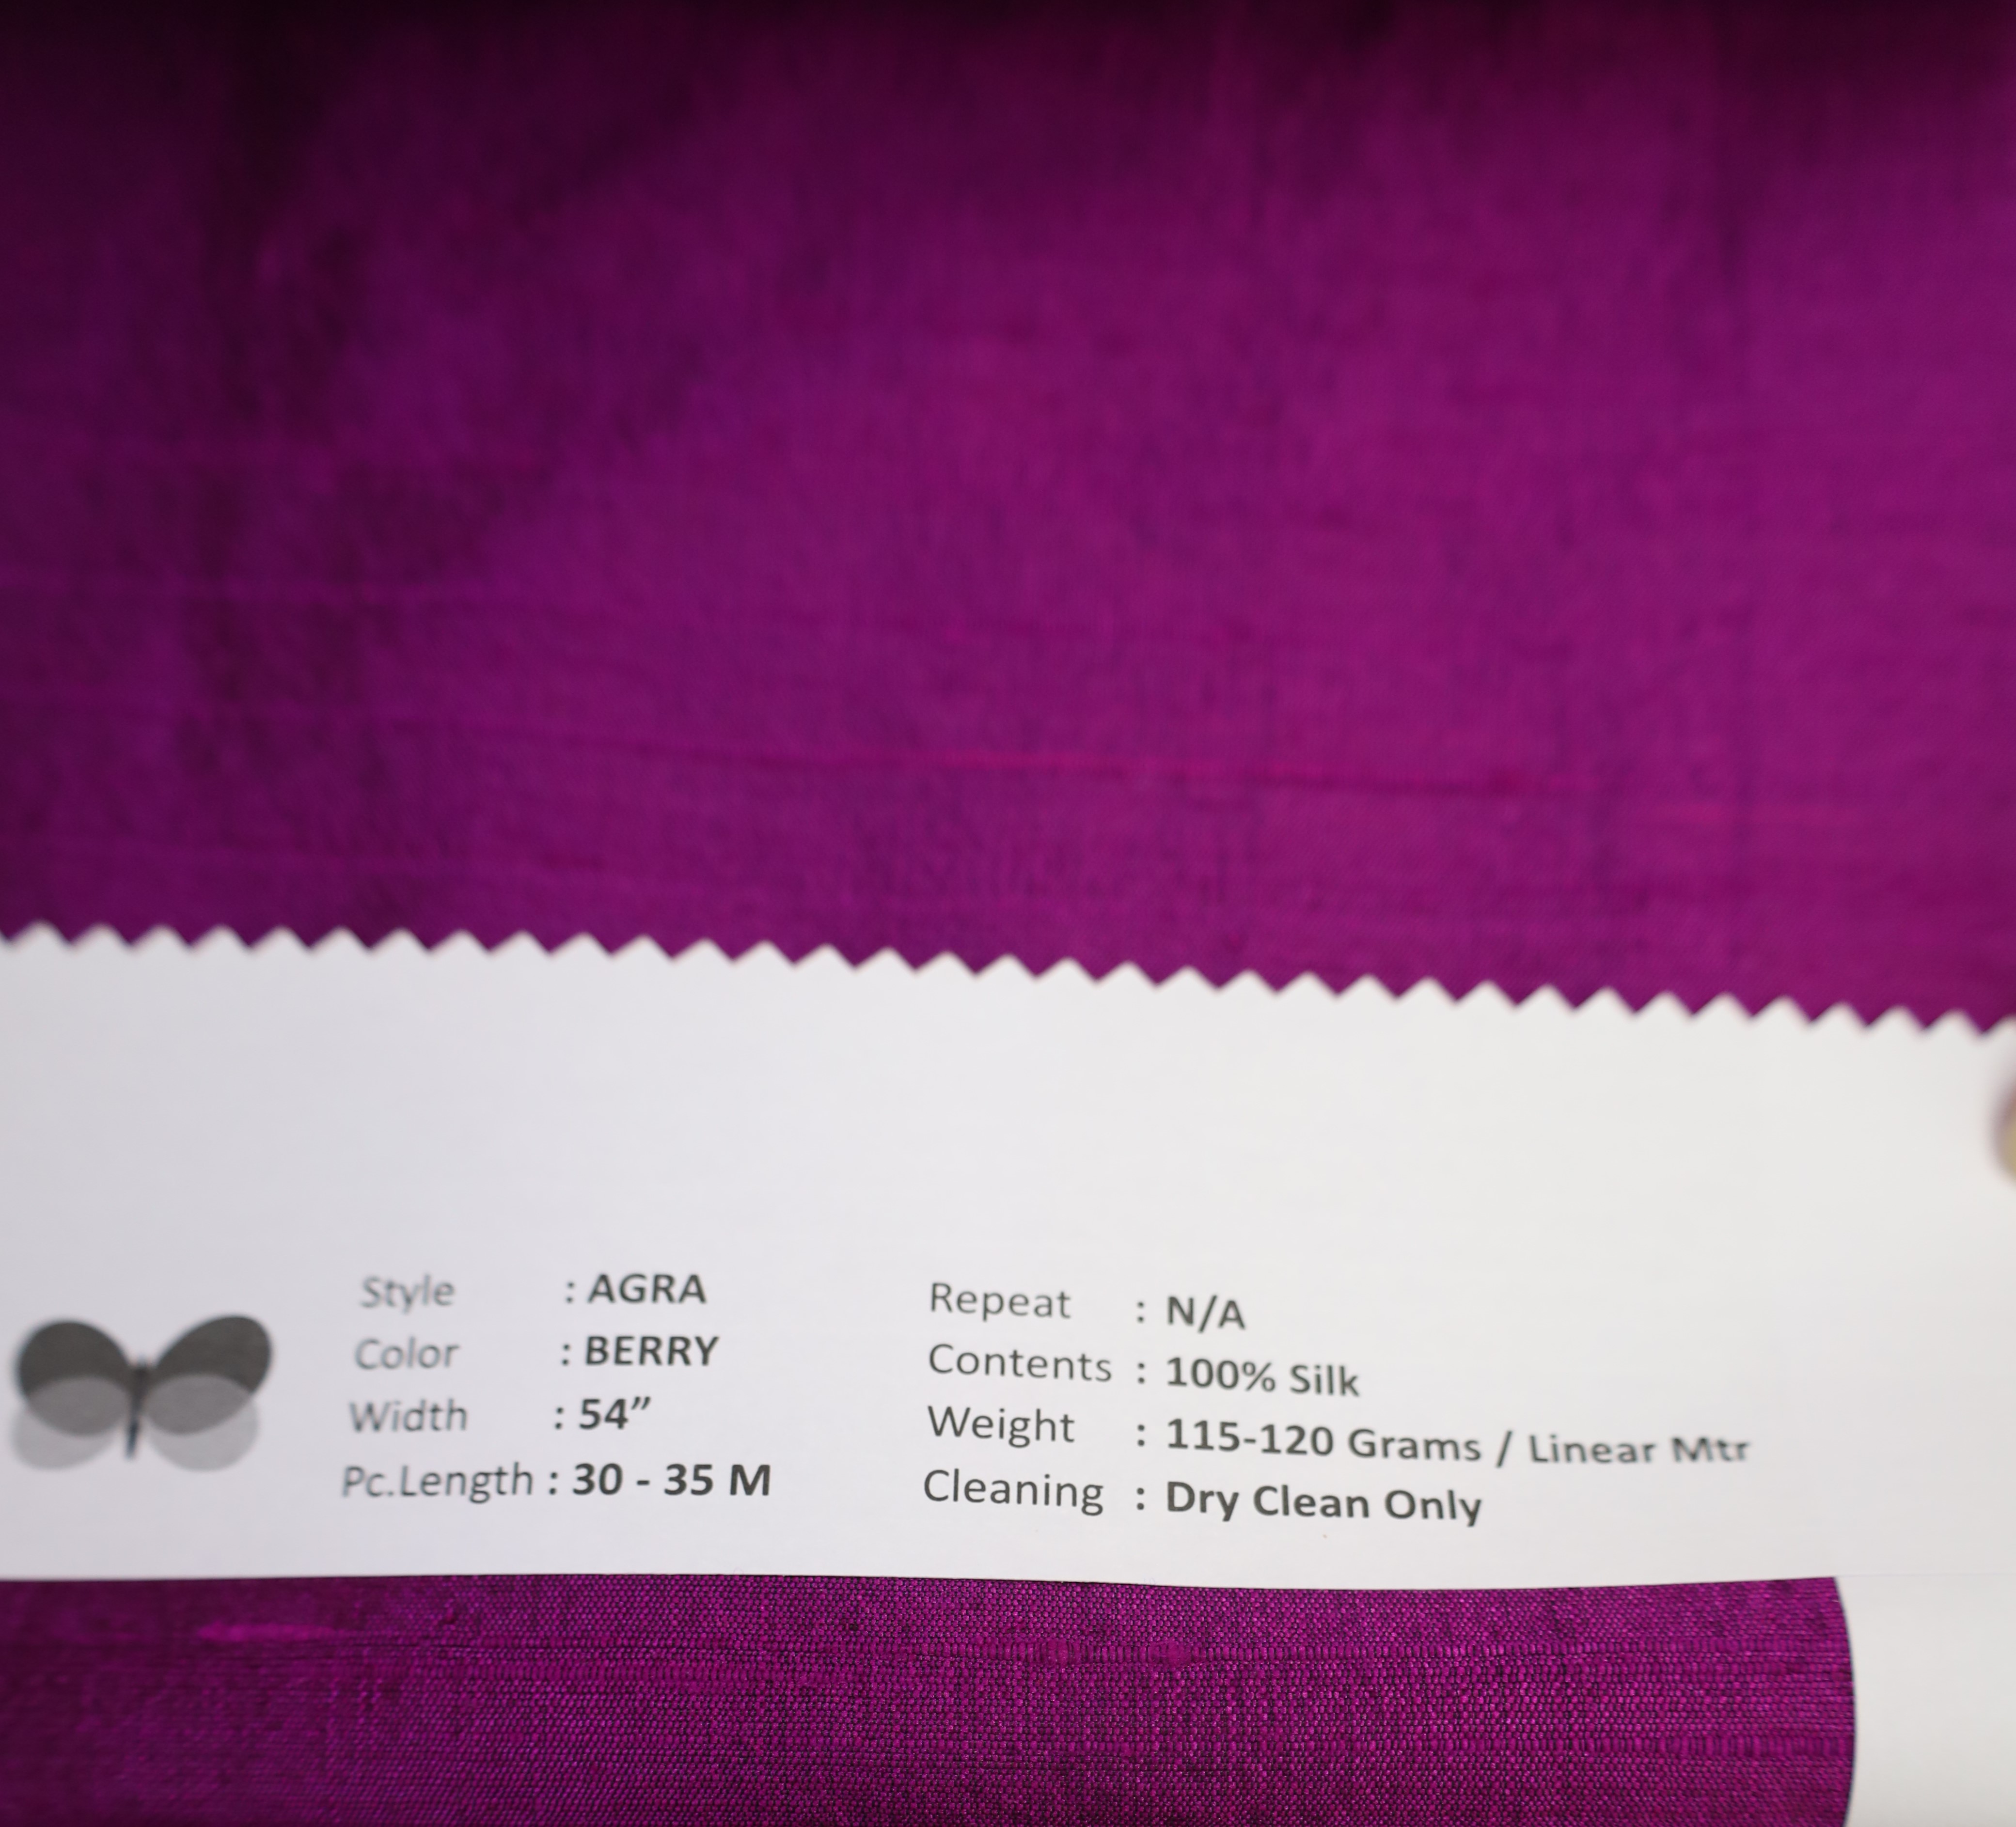 Style : AGRA
Color : BERRY
Width : 54”
Pc.Length : 30 - 35 M
Repeat : N/A
Contents : 100% Silk
Weight : 115-120 Grams / Linear Mtr
Cleaning : Dry Clean Only